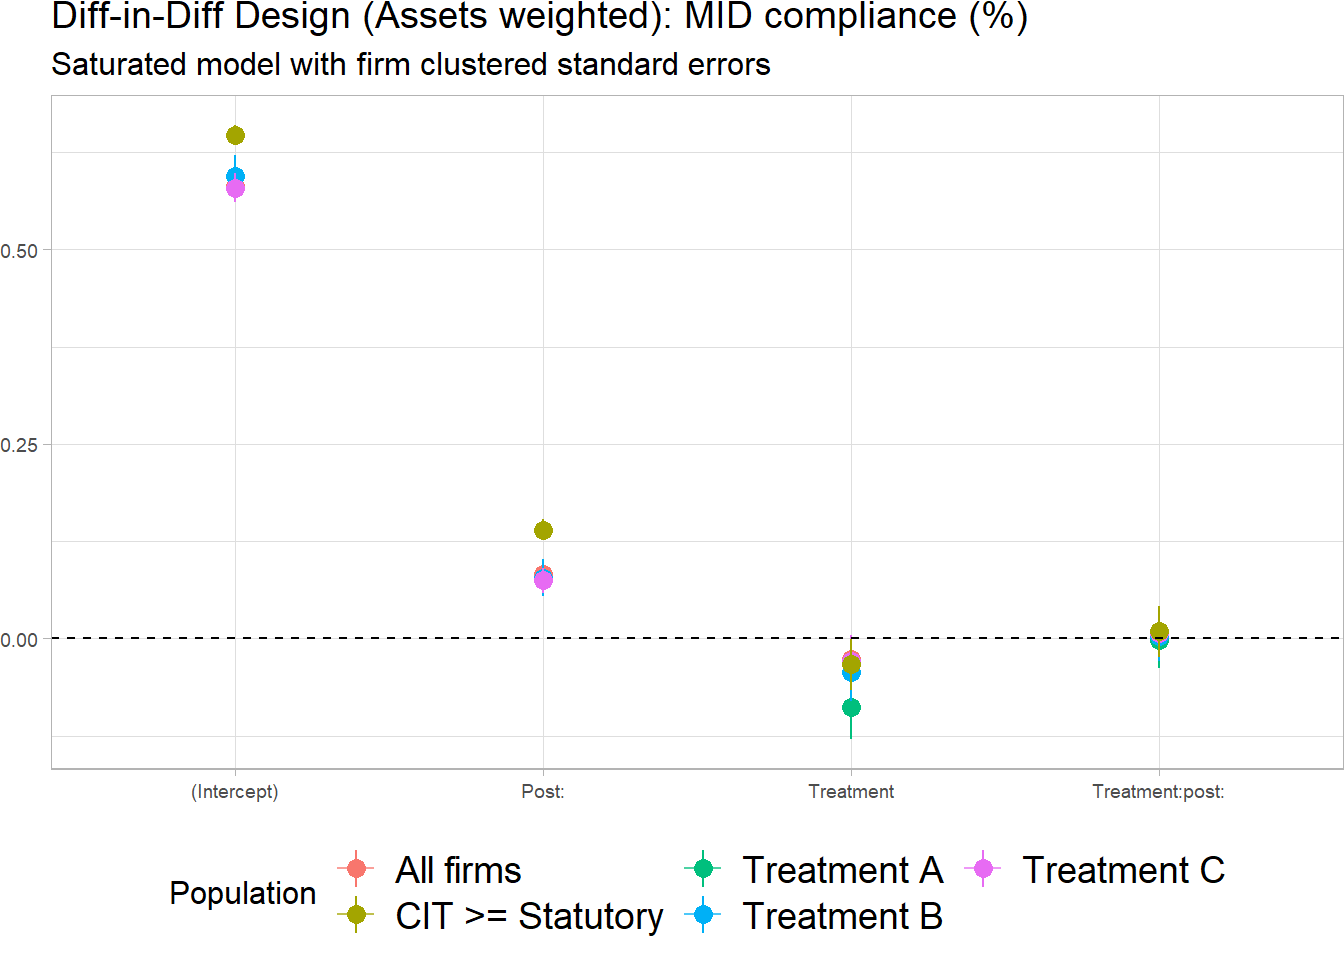 Diff-in-Diff Design (Assets weighted): MID compliance (%)
Saturated model with firm clustered standard errors
0.50
0.25
0.00
(Intercept) Post: Treatment Treatment:post:
Population
All firms Treatment A Treatment C
CIT >= Statutory Treatment B